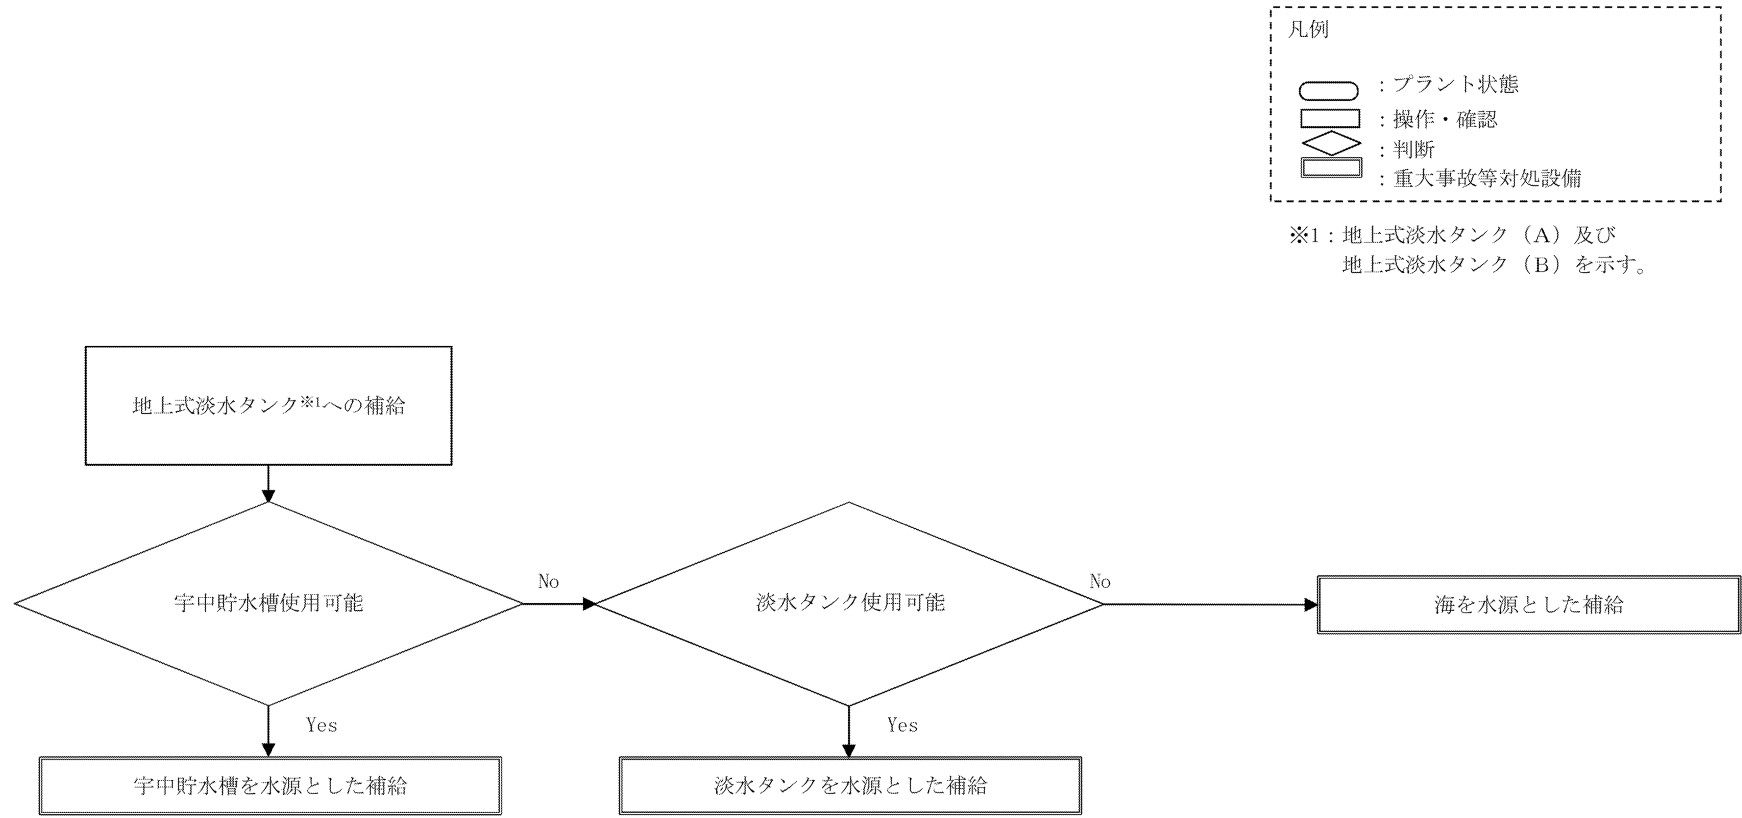 凡例
：プラント状態
：操作・確認
：判断
：重大事故等対処設備
※1：地上式淡水タンク（A）及び
地上式淡水タンク（B）を示す。
地上式淡水タンク※1への補給
宇中貯水槽使用可能
No
淡水タンク使用可能
No
海を水源とした補給
Yes
Yes
宇中貯水槽を水源とした補給
淡水タンクを水源とした補給